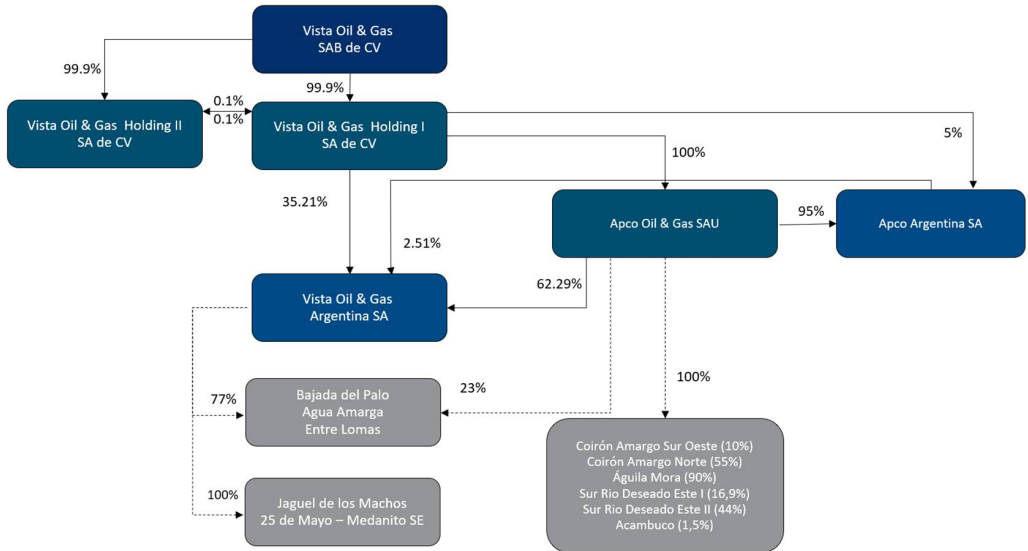 Vista Oil & Gas
SAB de CV
99.9%
99.9%
0.1%
0.1%
Vista Oil & Gas Holding II
SA de CV
Vista Oil & Gas Holding I
SA de CV
5%
100%
35.21%
Apco Oil & Gas SAU
95%
Apco Argentina SA
2.51%
62.29%
Vista Oil & Gas
Argentina SA
77%
Bajada del Palo
Agua Amarga
Entre Lomas
23%
100%
Coirón Amargo Sur Oeste (10%)
Coirón Amargo Norte (55%)
Águila Mora (90%)
Sur Rio Deseado Este I (16,9%)
Sur Rio Deseado Este II (44%)
Acambuco (1,5%)
100%
Jaguel de los Machos
25 de Mayo – Medanito SE